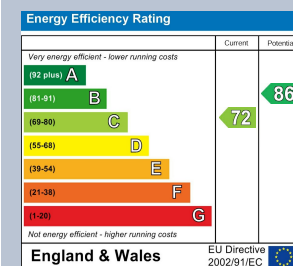 Energy Efficiency Rating
Current Potentia
Very energy efficient - lower running costs
(92 plus) A
(81-91) B
86
(69-80) C
72
(55-68) D
(39-54) E
(21-38) F
(1-20) G
Not energy efficient - higher running costs
England & Wales
EU Directive
2002/91/EC